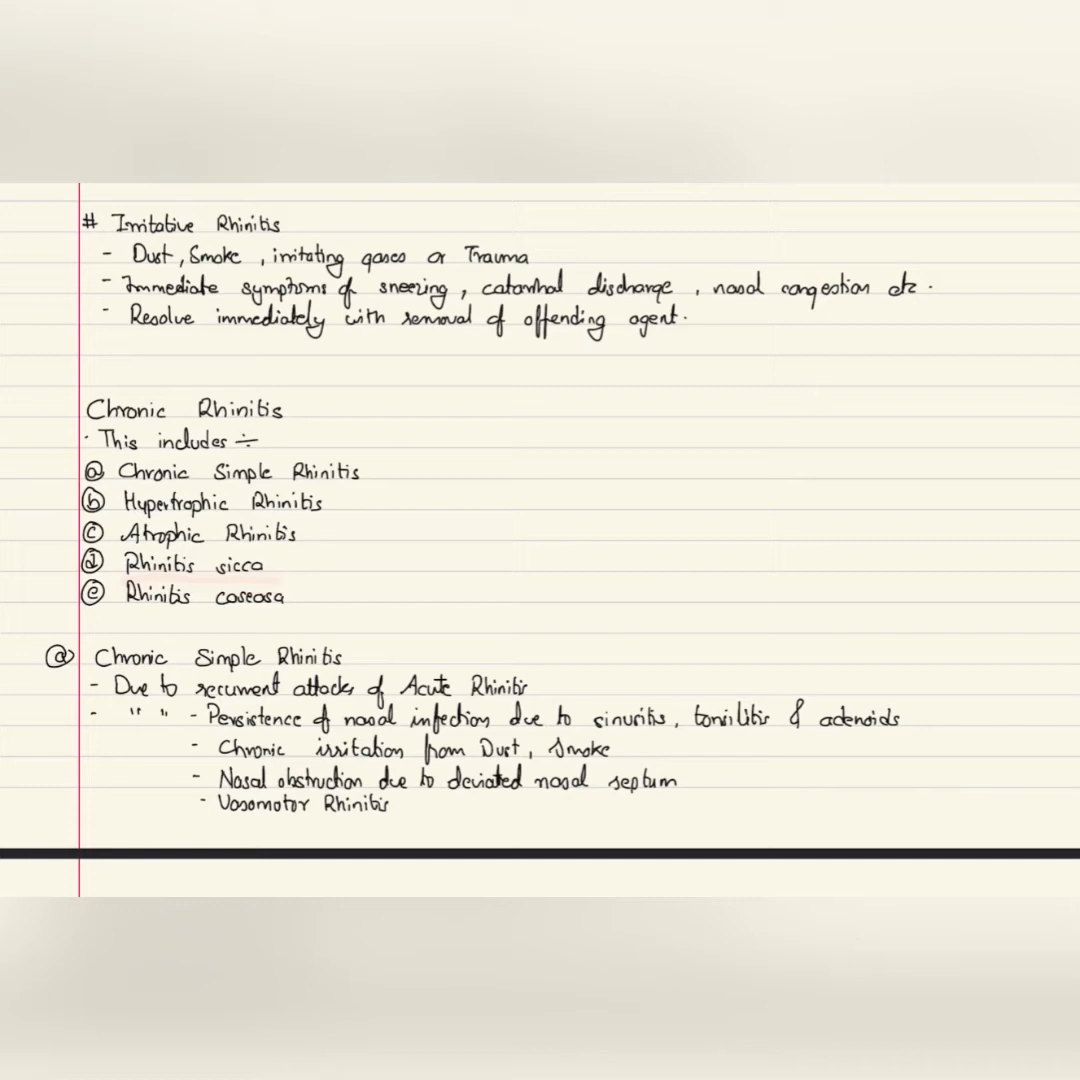 # Irritative Rhinitis
- Dust, Smoke, irritating gases or Trauma
- Immediate symptoms of sneezing, catarrhal discharge, nasal congestion etc.
- Resolve immediately with removal of offending agent.
Chronic Rhinitis
· This includes ÷
ⓐ Chronic Simple Rhinitis
ⓑ Hypertrophic Rhinitis
ⓒ Atrophic Rhinitis
ⓓ Rhinitis sicca
ⓔ Rhinitis caseosa
ⓐ Chronic Simple Rhinitis
- Due to recurrent attacks of Acute Rhinitis
- " " - Persistence of nasal infection due to sinusitis, tonsilitis & adenoids
- Chronic irritation from Dust, Smoke
- Nasal obstruction due to deviated nasal septum
- Vasomotor Rhinitis